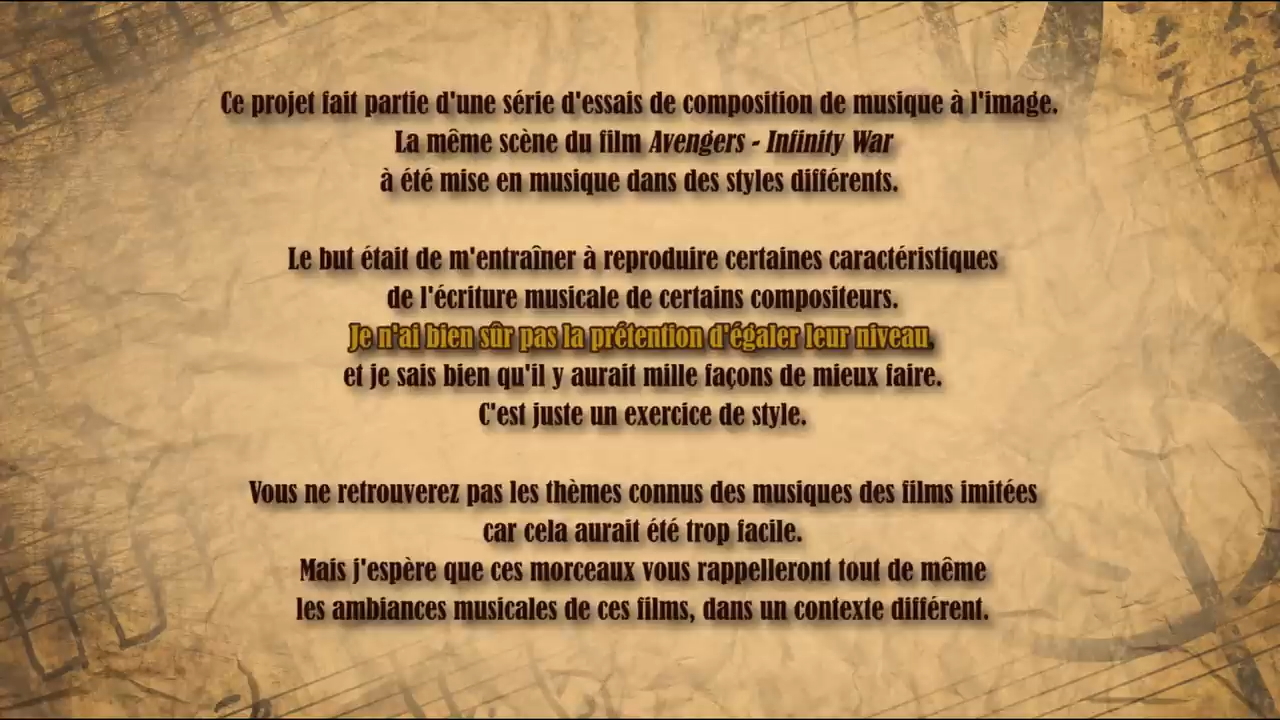 Ce projet fait partie d'une série d'essais de composition de musique à l'image.
La même scène du film Avengers - Infinity War
à été mise en musique dans des styles différents.
Le but était de m'entraîner à reproduire certaines caractéristiques
de l'écriture musicale de certains compositeurs.
Je n'ai bien sûr pas la prétention d'égaler leur niveau,
et je sais bien qu'il y aurait mille façons de mieux faire.
C'est juste un exercice de style.
Vous ne retrouverez pas les thèmes connus des musiques des films imitées
car cela aurait été trop facile.
Mais j'espère que ces morceaux vous rappelleront tout de même
les ambiances musicales de ces films, dans un contexte différent.